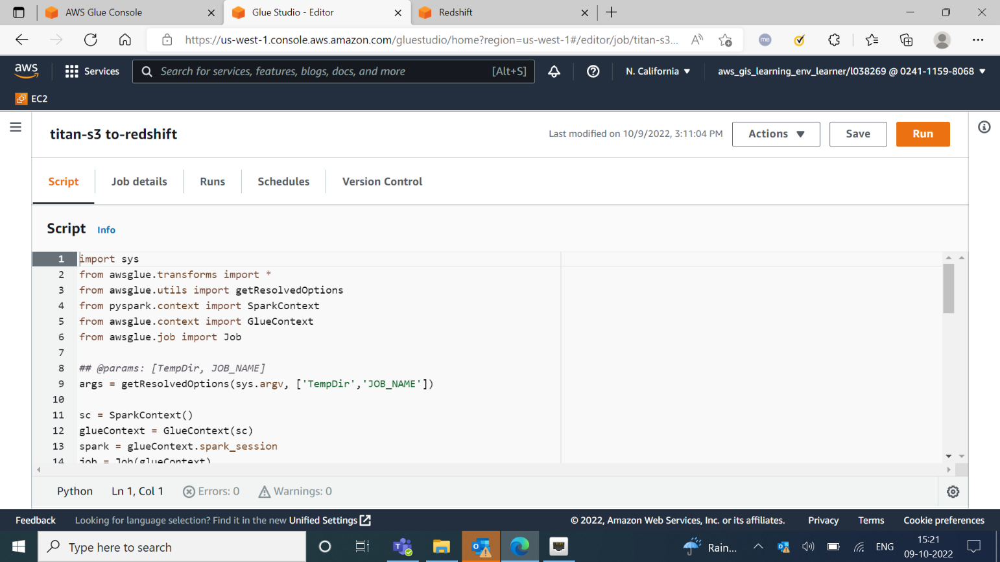 AWS Glue Console
Glue Studio - Editor
Redshift
https://us-west-1.console.aws.amazon.com/gluestudio/home?region=us-west-1#/editor/job/titan-s3...
me
aws
Services
Search for services, features, blogs, docs, and more
[Alt+S]
N. California
aws_gis_learning_env_learner/l038269 @ 0241-1159-8068
EC2
titan-s3 to-redshift
Last modified on 10/9/2022, 3:11:04 PM
Actions
Save
Run
Script
Job details
Runs
Schedules
Version Control
Script Info
1 import sys
2 from awsglue.transforms import *
3 from awsglue.utils import getResolvedOptions
4 from pyspark.context import SparkContext
5 from awsglue.context import GlueContext
6 from awsglue.job import Job
7
8 ## @params: [TempDir, JOB_NAME]
9 args = getResolvedOptions(sys.argv, ['TempDir','JOB_NAME'])
10
11 sc = SparkContext()
12 glueContext = GlueContext(sc)
13 spark = glueContext.spark_session
14 job = Job(glueContext)
Python Ln 1, Col 1 Errors: 0 Warnings: 0
Feedback Looking for language selection? Find it in the new Unified Settings
© 2022, Amazon Web Services, Inc. or its affiliates. Privacy Terms Cookie preferences
Type here to search
Rain...
ENG
15:21
09-10-2022